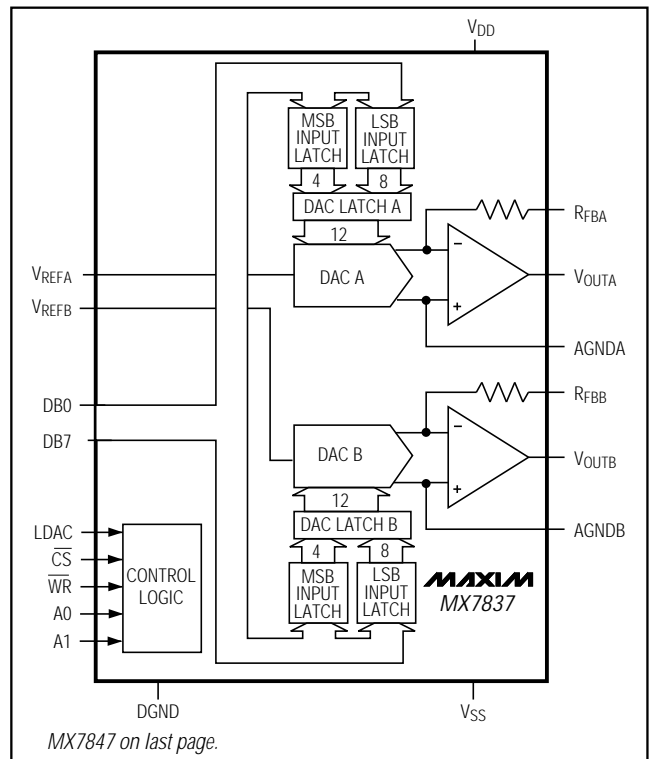 VDD
MSB
INPUT
LATCH
LSB
INPUT
LATCH
4
8
DAC LATCH A
12
RFBA
DAC A
−
+
VREFA
VOUTA
VREFB
AGNDA
DB0
RFBB
DB7
DAC B
−
+
VOUTB
12
DAC LATCH B
AGNDB
LDAC
CS
WR
A0
A1
CONTROL
LOGIC
4
8
MSB
INPUT
LATCH
LSB
INPUT
LATCH
MAXIM
MX7837
DGND
VSS
MX7847 on last page.